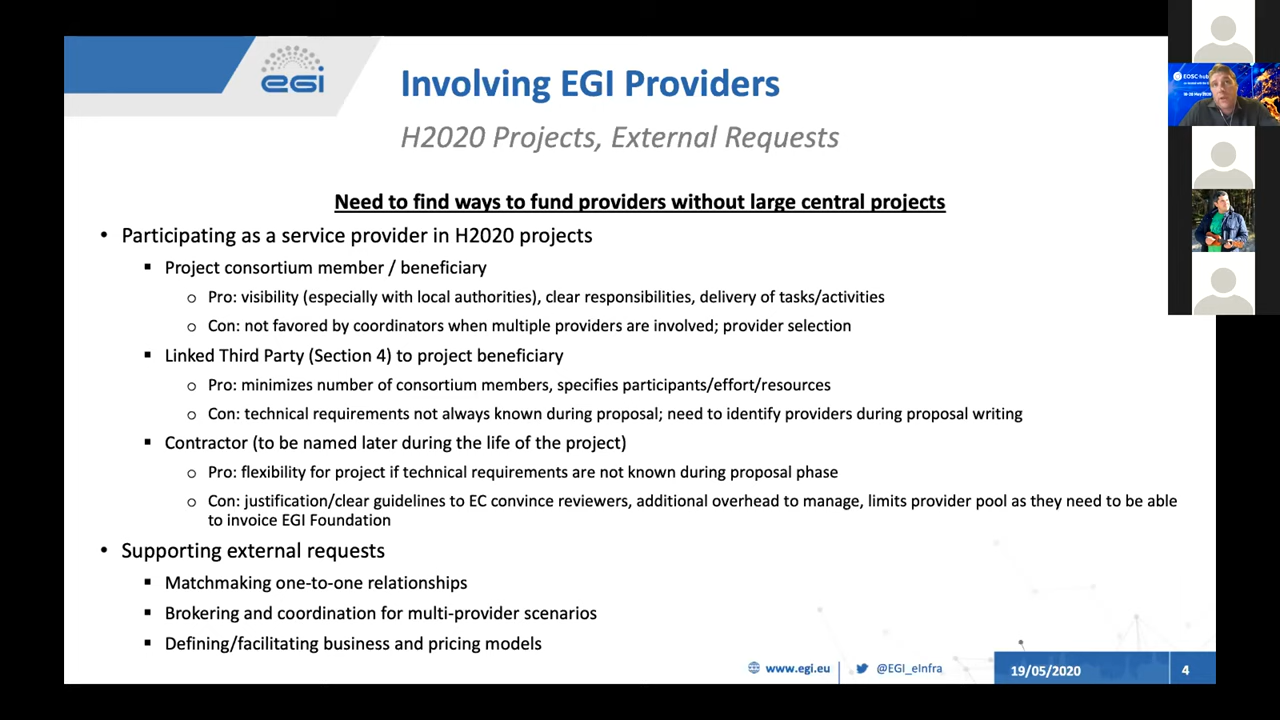 egi
Involving EGI Providers
H2020 Projects, External Requests
Need to find ways to fund providers without large central projects
• Participating as a service provider in H2020 projects
▪ Project consortium member / beneficiary
o Pro: visibility (especially with local authorities), clear responsibilities, delivery of tasks/activities
o Con: not favored by coordinators when multiple providers are involved; provider selection
▪ Linked Third Party (Section 4) to project beneficiary
o Pro: minimizes number of consortium members, specifies participants/effort/resources
o Con: technical requirements not always known during proposal; need to identify providers during proposal writing
▪ Contractor (to be named later during the life of the project)
o Pro: flexibility for project if technical requirements are not known during proposal phase
o Con: justification/clear guidelines to EC convince reviewers, additional overhead to manage, limits provider pool as they need to be able
to invoice EGI Foundation
• Supporting external requests
▪ Matchmaking one-to-one relationships
▪ Brokering and coordination for multi-provider scenarios
▪ Defining/facilitating business and pricing models
www.egi.eu
@EGI_eInfra
19/05/2020
4
EOSC-hub